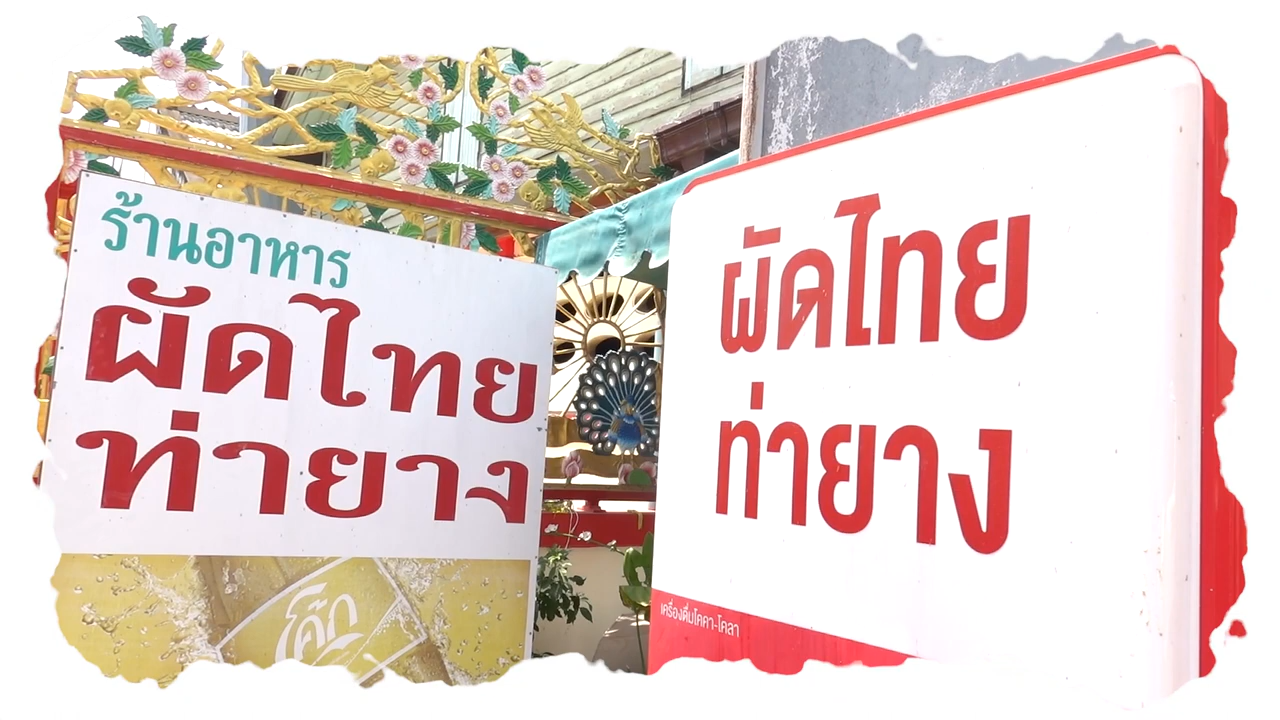 ร้านอาหาร
ผัดไทย
ท่ายาง
โค้ก
ผัดไทย
ท่ายาง
เครื่องดื่มโคคา-โคลา